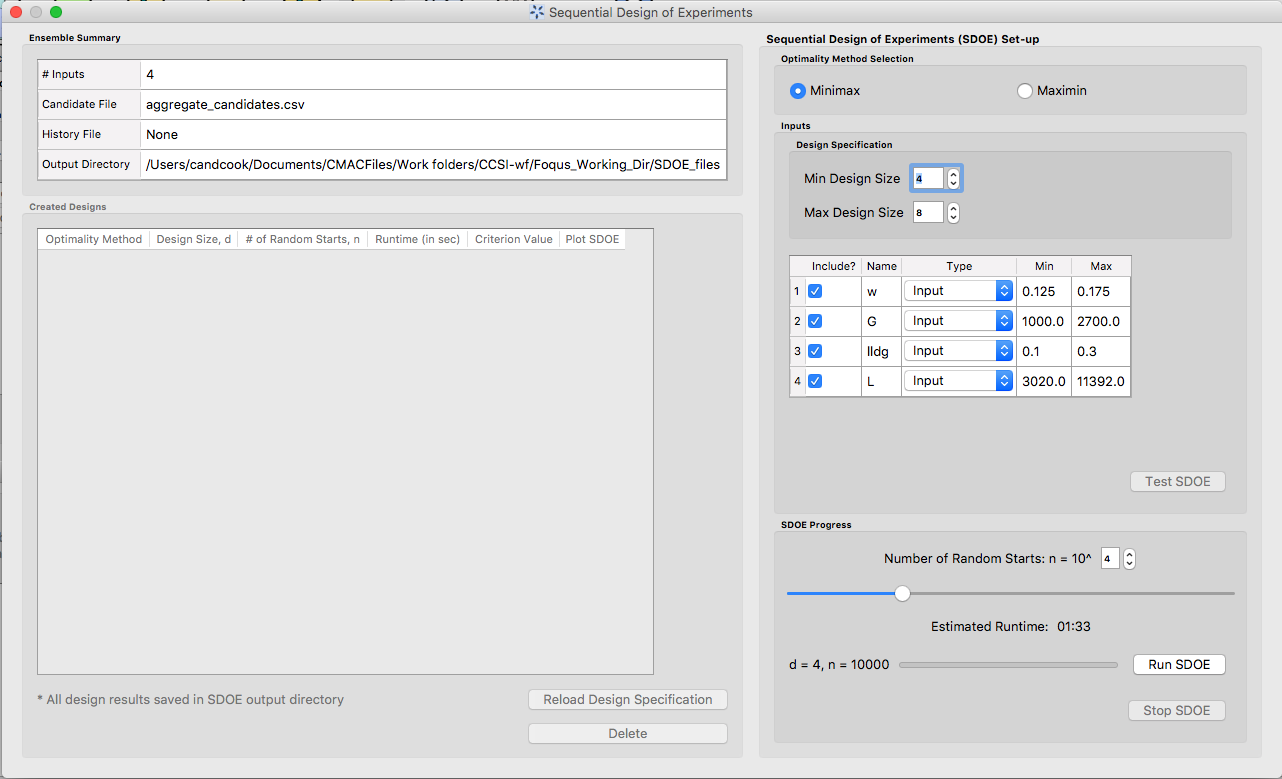 Sequential Design of Experiments
Ensemble Summary
# Inputs 4
Candidate File aggregate_candidates.csv
History File None
Output Directory /Users/candcook/Documents/CMACFiles/Work folders/CCSI-wf/Foqus_Working_Dir/SDOE_files
Created Designs
Optimality Method Design Size, d # of Random Starts, n Runtime (in sec) Criterion Value Plot SDOE
* All design results saved in SDOE output directory
Reload Design Specification
Delete
Sequential Design of Experiments (SDOE) Set-up
Optimality Method Selection
Minimax Maximin
Inputs
Design Specification
Min Design Size 4
Max Design Size 8
Include? Name Type Min Max
1 w Input 0.125 0.175
2 G Input 1000.0 2700.0
3 lldg Input 0.1 0.3
4 L Input 3020.0 11392.0
Test SDOE
SDOE Progress
Number of Random Starts: n = 10^ 4
Estimated Runtime: 01:33
d = 4, n = 10000 Run SDOE
Stop SDOE